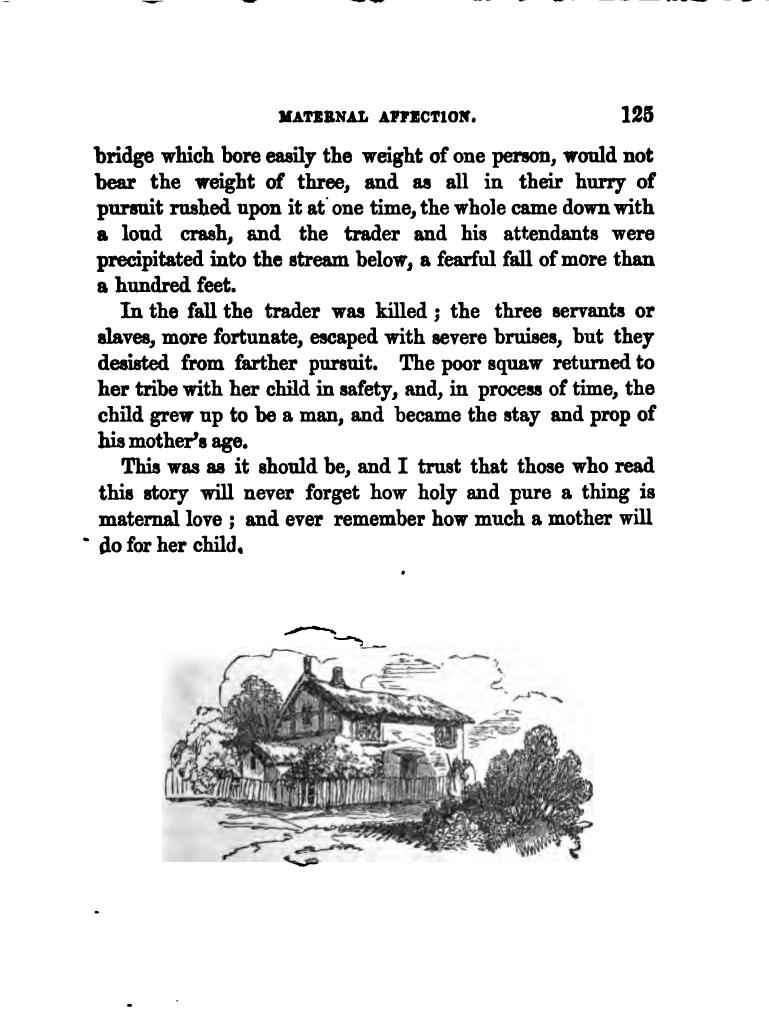 MATERNAL AFFECTION. 125
bridge which bore easily the weight of one person, would not
bear the weight of three, and as all in their hurry of
pursuit rushed upon it at one time, the whole came down with
a loud crash, and the trader and his attendants were
precipitated into the stream below, a fearful fall of more than
a hundred feet.
In the fall the trader was killed ; the three servants or
slaves, more fortunate, escaped with severe bruises, but they
desisted from farther pursuit. The poor squaw returned to
her tribe with her child in safety, and, in process of time, the
child grew up to be a man, and became the stay and prop of
his mother's age.
This was as it should be, and I trust that those who read
this story will never forget how holy and pure a thing is
maternal love ; and ever remember how much a mother will
do for her child.